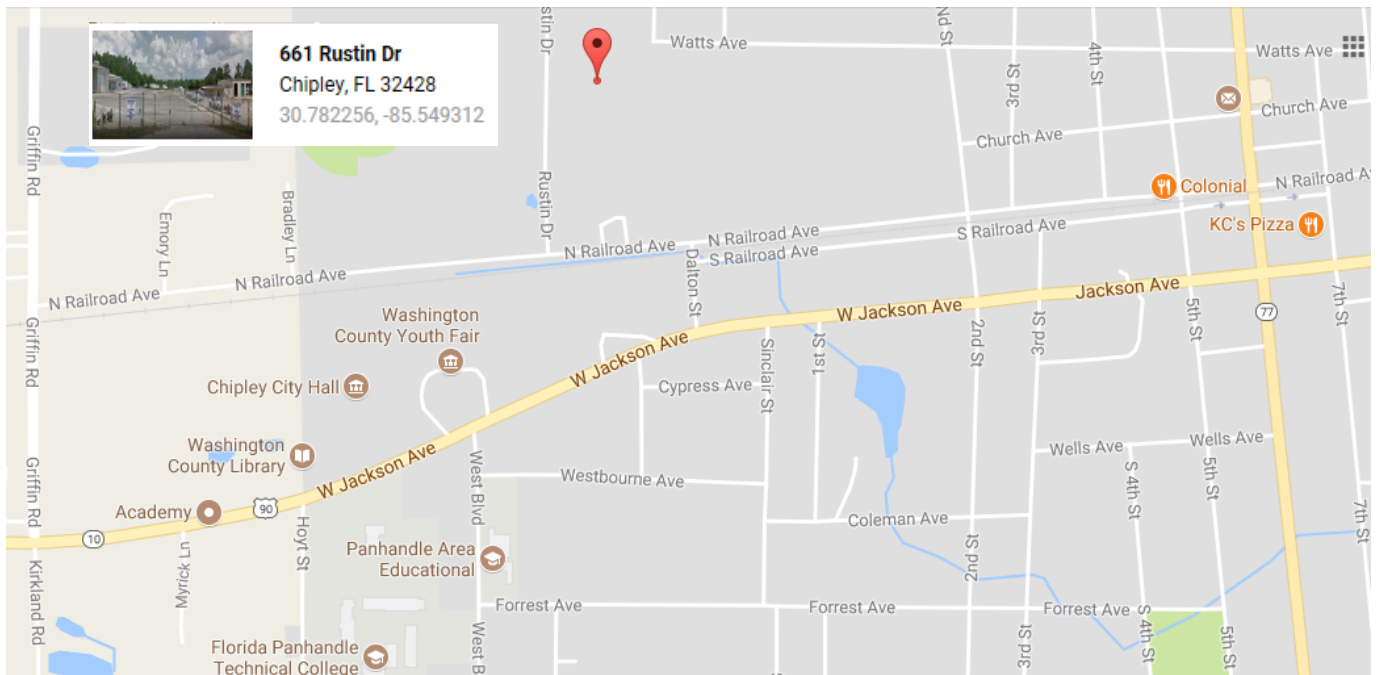 661 Rustin Dr
Chipley, FL 32428
30.782256, -85.549312
stin Dr
Watts Ave
Nd St
3rd St
4th St
Watts Ave
Church Ave
Church Ave
Griffin Rd
Rustin Dr
Emory Ln
Bradley Ln
Colonial
N Railroad A
KC's Pizza
N Railroad Ave
N Railroad Ave
N Railroad Ave
N Railroad Ave
S Railroad Ave
S Railroad Ave
Dalton St
Jackson Ave
W Jackson Ave
5th St
7th St
77
Griffin Rd
Washington
County Youth Fair
W Jackson Ave
Sinclair St
1st St
2nd St
3rd St
Chipley City Hall
Cypress Ave
Washington
County Library
W Jackson Ave
Wells Ave
Wells Ave
Griffin Rd
West Blvd
Westbourne Ave
S 4th St
5th St
7th St
Academy
90
10
Hoyt St
Coleman Ave
2nd St
Myrick Ln
Kirkland Rd
Panhandle Area
Educational
Forrest Ave
Forrest Ave
Forrest Ave
S 4th St
5th St
3rd St
West B
Florida Panhandle
Technical College